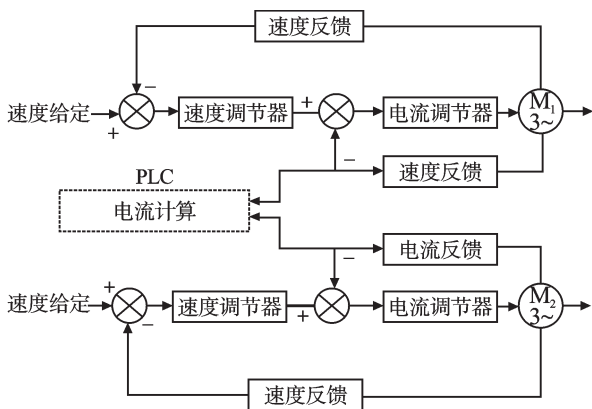 速度反馈
−
速度给定
+
速度调节器
+
电流调节器
M₁
3~
−
速度反馈
PLC
电流计算
电流反馈
−
速度给定
+
−
速度调节器
+
电流调节器
M₂
3~
速度反馈